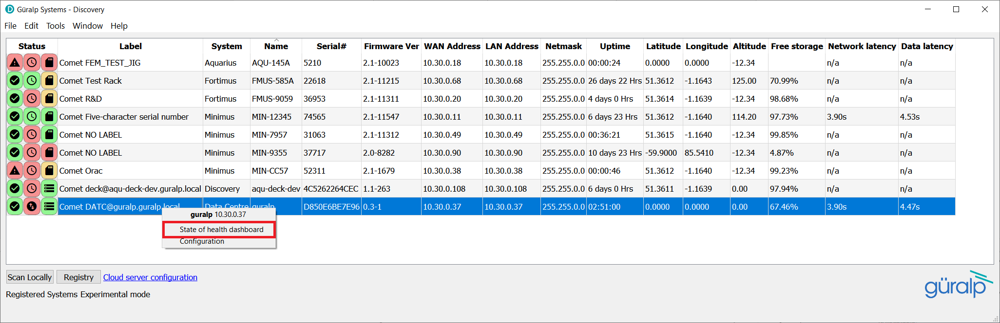 Güralp Systems - Discovery
File Edit Tools Window Help
Status Label System Name Serial# Firmware Ver WAN Address LAN Address Netmask Uptime Latitude Longitude Altitude Free storage Network latency Data latency
Comet FEM_TEST_JIG Aquarius AQU-145A 5210 2.1-10023 10.30.0.18 10.30.0.18 255.255.0.0 00:00:24 0.0000 0.0000 -12.34 n/a n/a
Comet Test Rack Fortimus FMUS-585A 22618 2.1-11215 10.30.0.68 10.30.0.68 255.255.0.0 26 days 22 Hrs 51.3612 -1.1643 125.00 70.99% n/a n/a
Comet R&D Fortimus FMUS-9059 36953 2.1-11311 10.30.0.20 10.30.0.20 255.255.0.0 4 days 0 Hrs 51.3614 -1.1639 -12.34 98.68% n/a n/a
Comet Five-character serial number Minimus MIN-12345 74565 2.1-11547 10.30.0.11 10.30.0.11 255.255.0.0 6 days 23 Hrs 51.3612 -1.1640 114.20 97.73% 3.90s 4.53s
Comet NO LABEL Minimus MIN-7957 31063 2.1-11312 10.30.0.49 10.30.0.49 255.255.0.0 00:36:21 51.3615 -1.1640 -12.34 99.85% n/a n/a
Comet NO LABEL Minimus MIN-9355 37717 2.0-8282 10.30.0.90 10.30.0.90 255.255.0.0 10 days 23 Hrs -59.9000 85.5410 -12.34 4.87% n/a n/a
Comet Orac Minimus MIN-CC57 52311 2.1-1679 10.30.0.38 10.30.0.38 255.255.0.0 00:00:46 51.3612 -1.1640 -12.34 99.23% n/a n/a
Comet deck@aqu-deck-dev.guralp.local Discovery aqu-deck-dev 4C5262264CEC 1.1-263 10.30.0.108 10.30.0.108 255.255.0.0 6 days 0 Hrs 51.3611 -1.1639 0.00 97.94% n/a n/a
Comet DATC@guralp.guralp.local Data Centre guralp D850E6BE7E96 0.3-1 10.30.0.37 10.30.0.37 255.255.0.0 02:51:00 0.0000 0.0000 0.00 67.46% 3.90s 4.47s
guralp 10.30.0.37
State of health dashboard
Configuration
Scan Locally Registry Cloud server configuration
Registered Systems Experimental mode
güralp